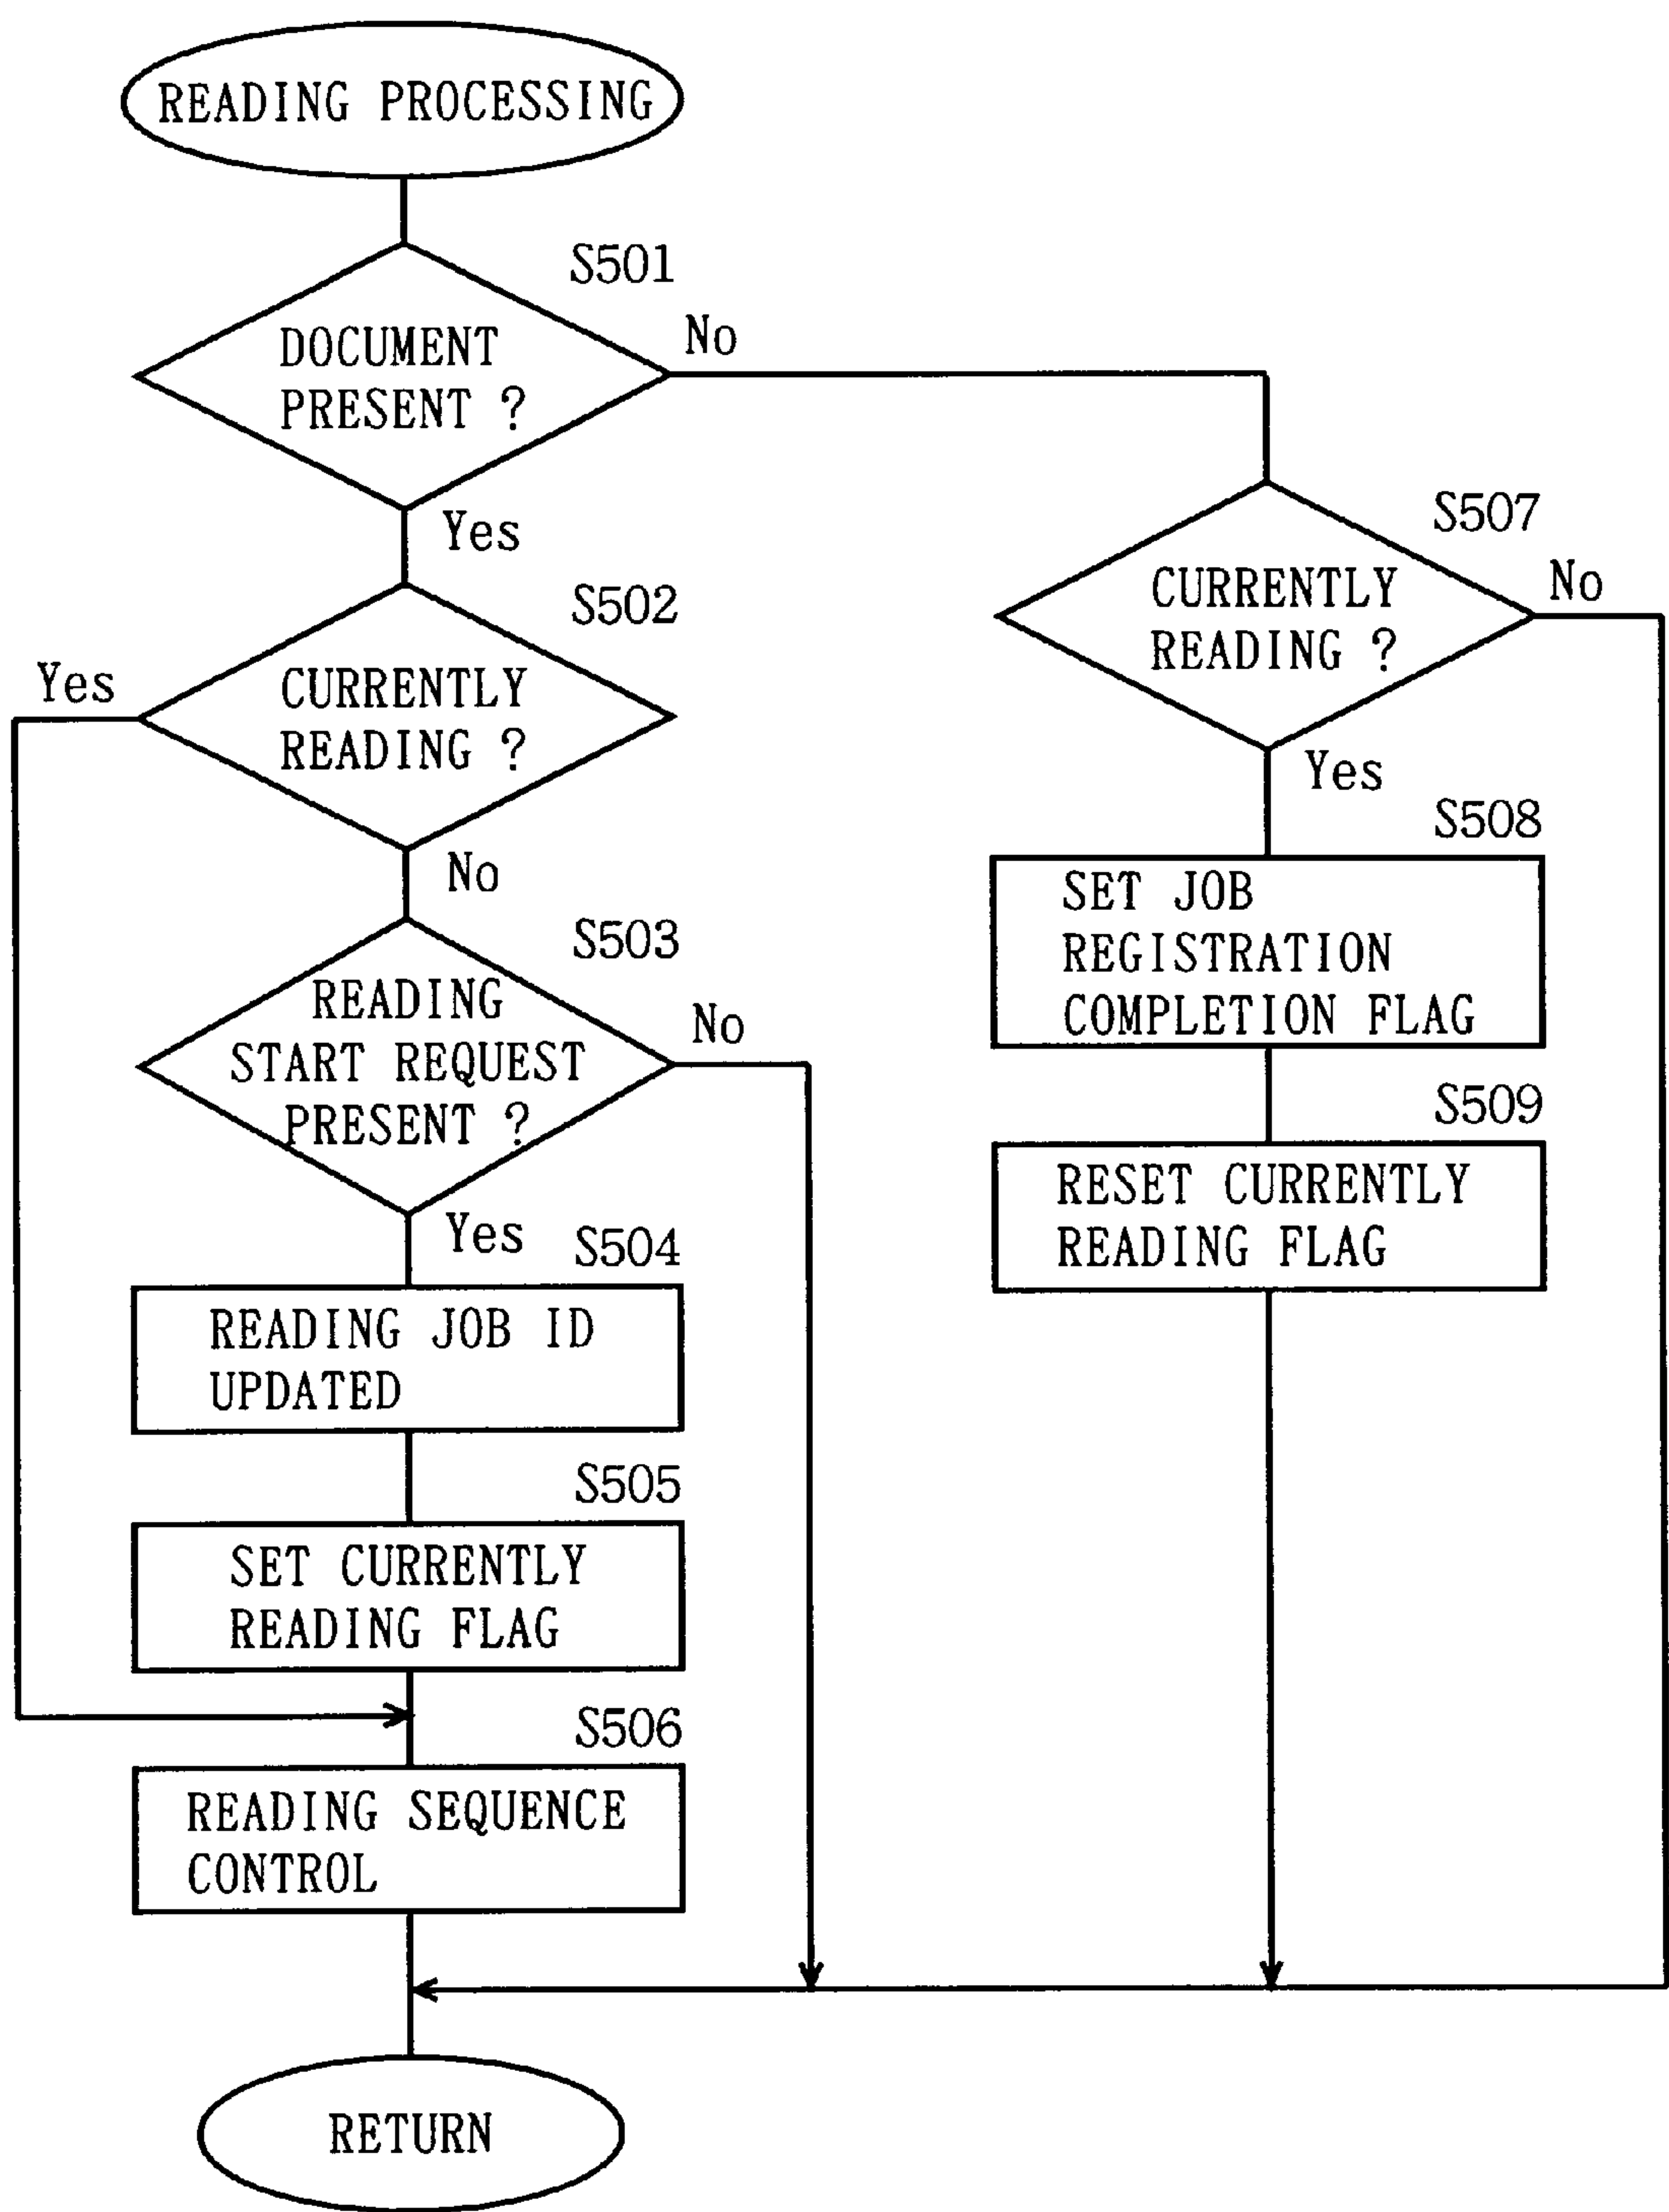 READING PROCESSING
S501
DOCUMENT
PRESENT ?
No
Yes
S502
CURRENTLY
READING ?
Yes
No
S503
READING
START REQUEST
PRESENT ?
No
Yes
S504
READING JOB ID
UPDATED
S505
SET CURRENTLY
READING FLAG
S506
READING SEQUENCE
CONTROL
S507
CURRENTLY
READING ?
No
Yes
S508
SET JOB
REGISTRATION
COMPLETION FLAG
S509
RESET CURRENTLY
READING FLAG
RETURN